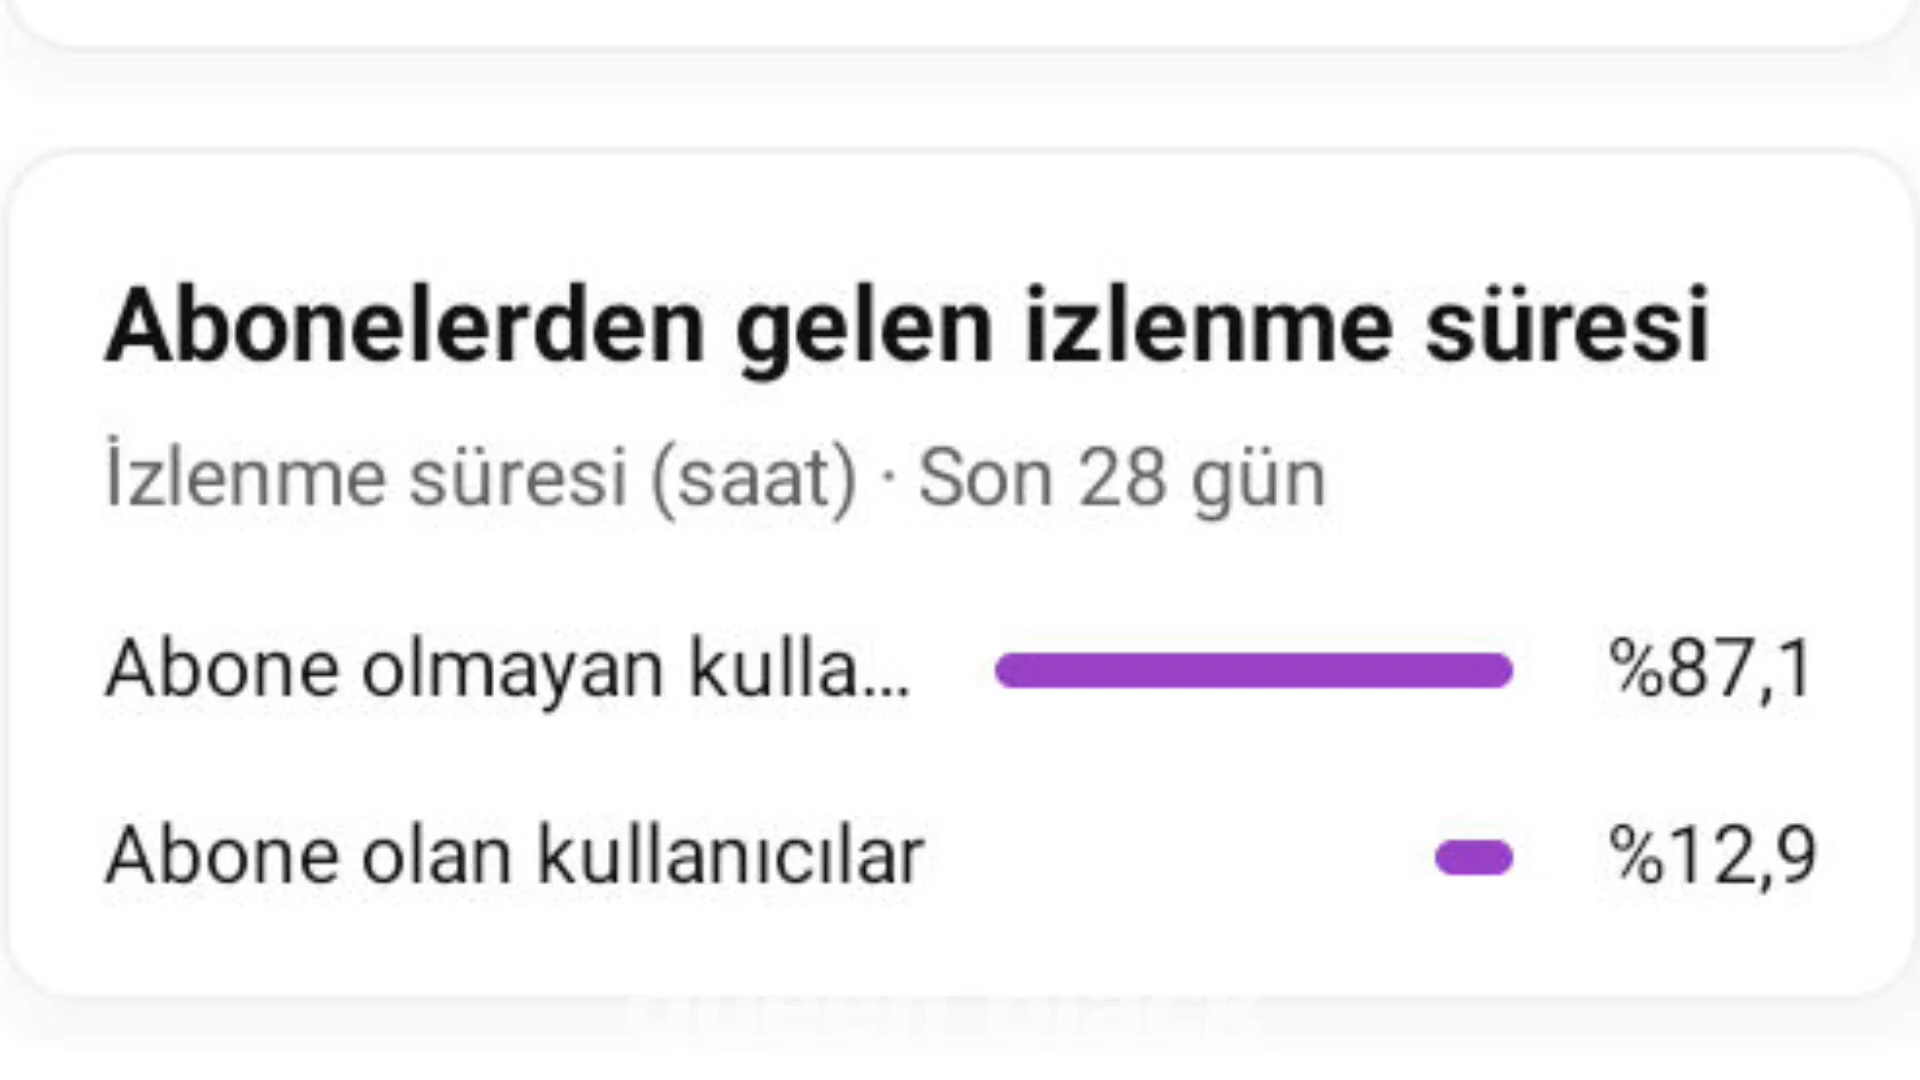 Abonelerden gelen izlenme süresi
İzlenme süresi (saat) · Son 28 gün
Abone olmayan kulla... %87,1
Abone olan kullanıcılar %12,9